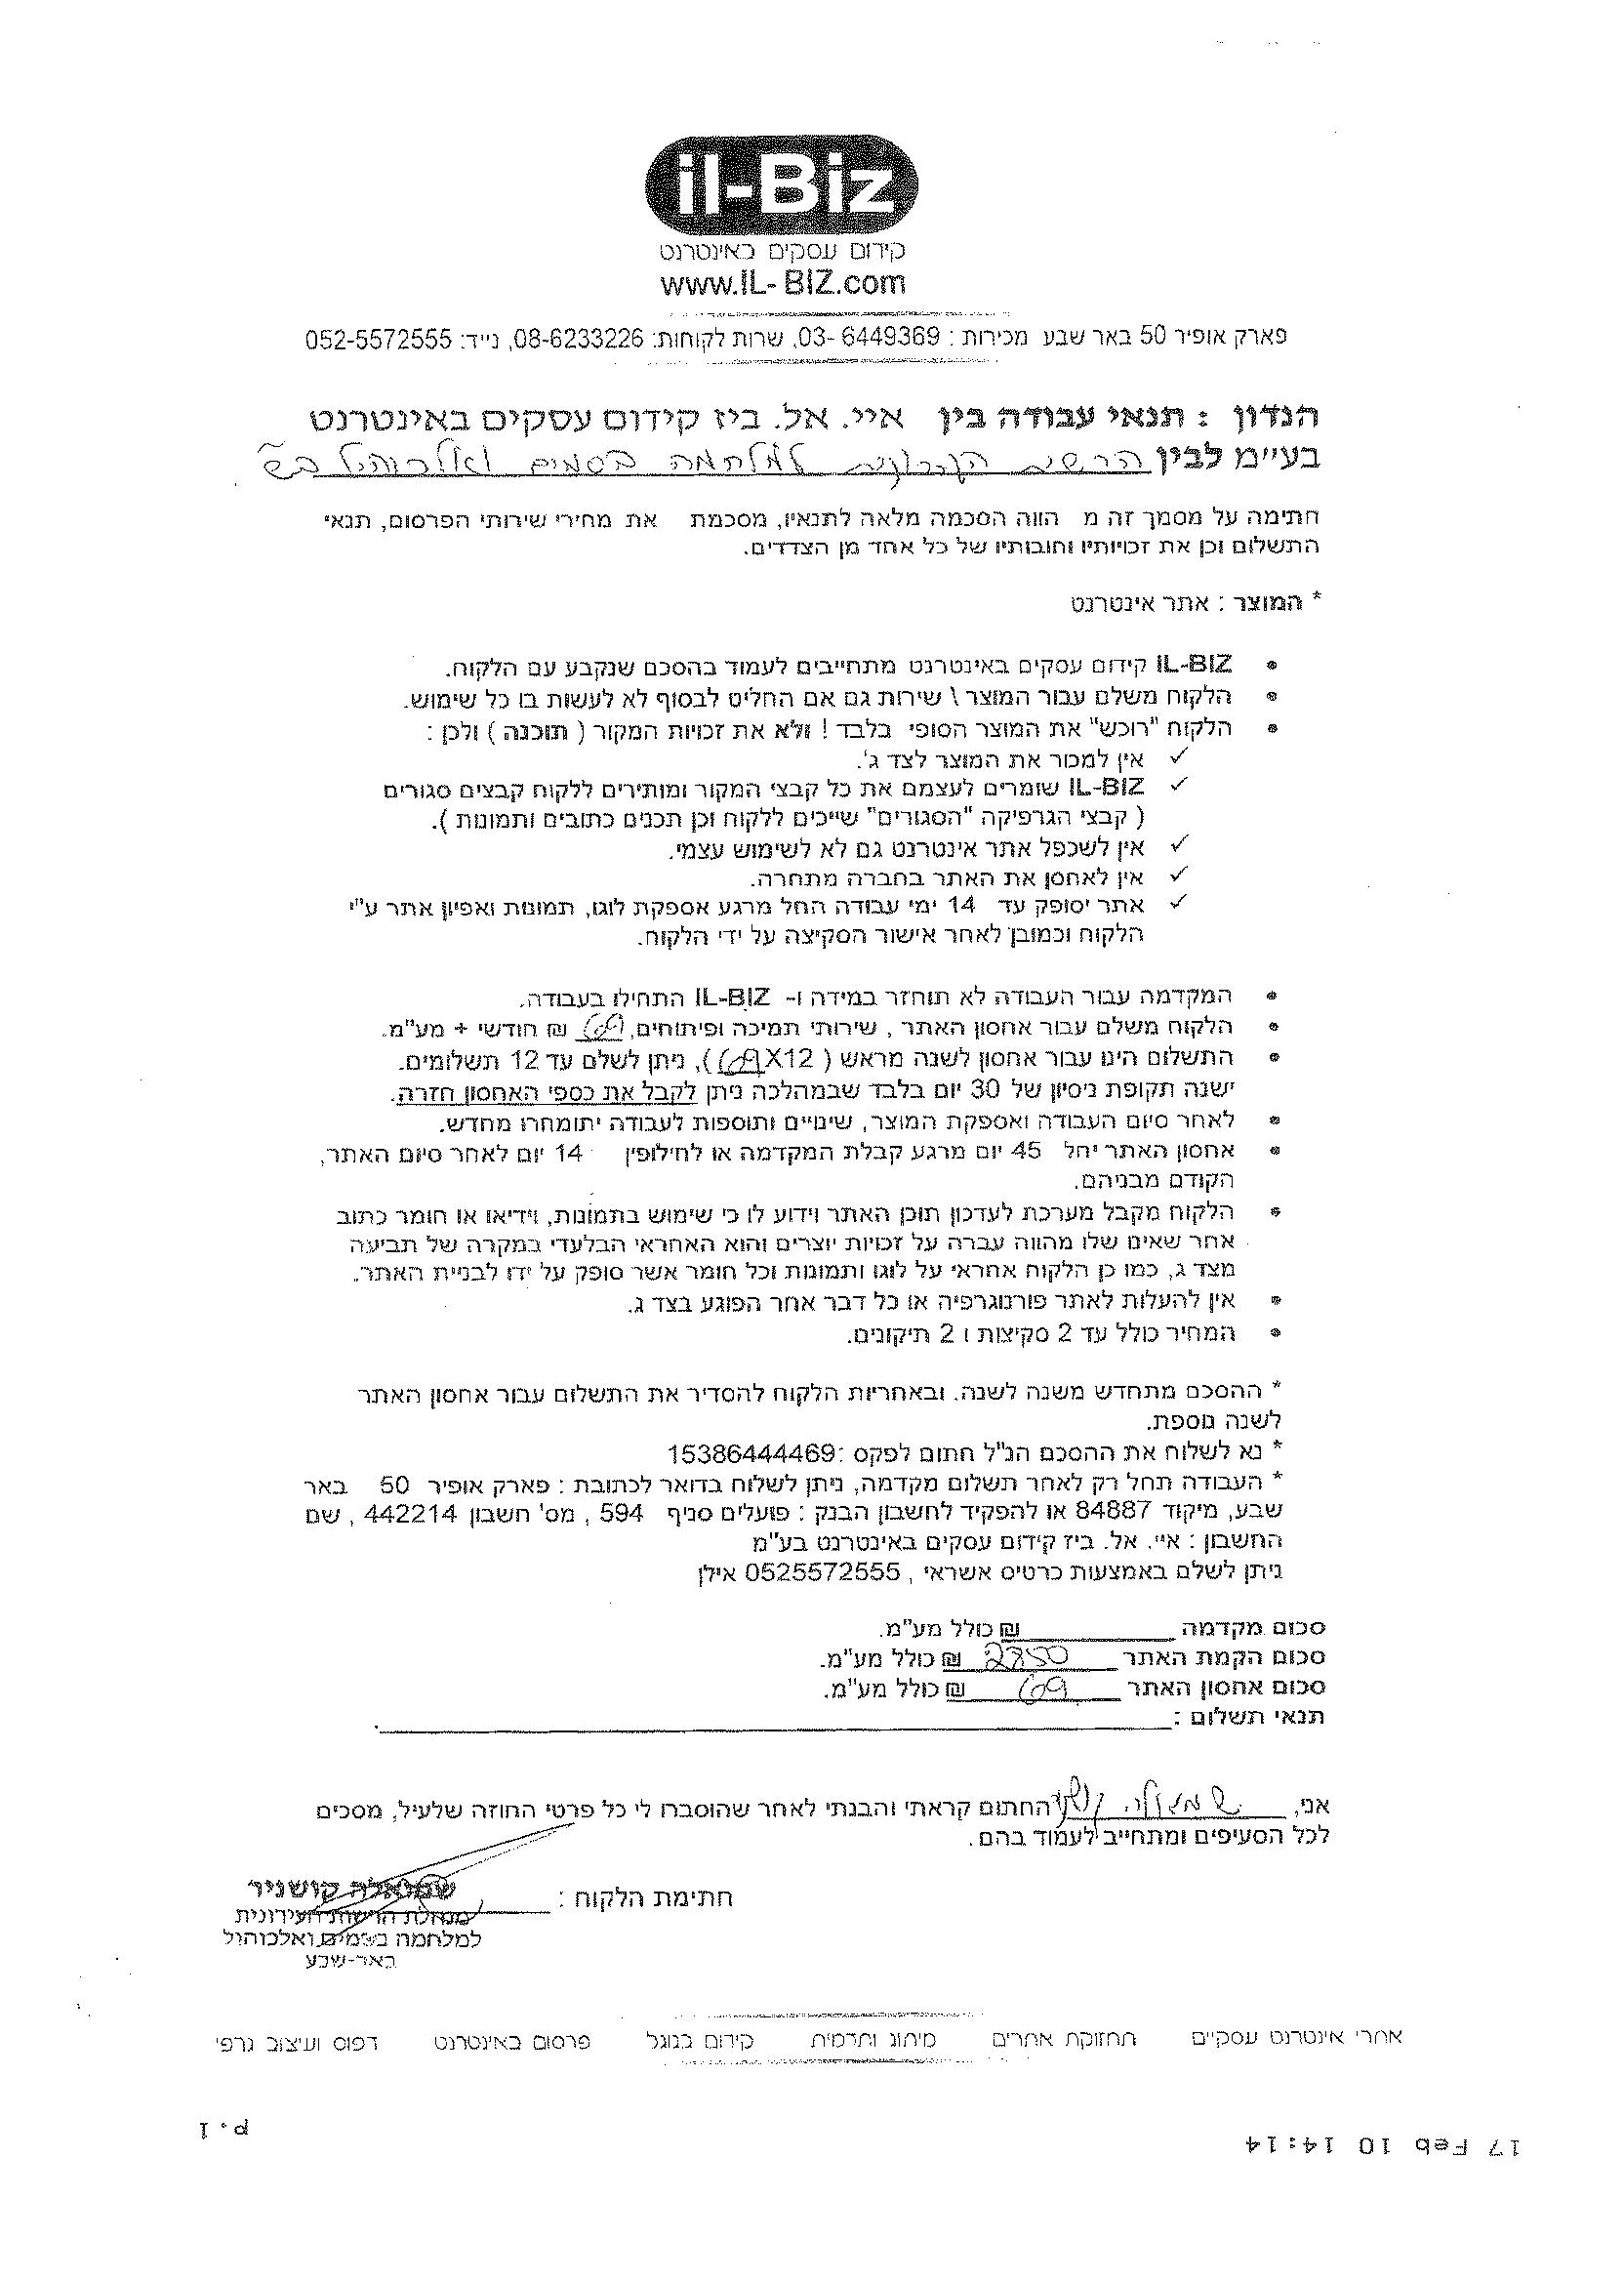 il-Biz
קידום עסקים באינטרנט
www.IL- BIZ.com
פארק אופיר 50 באר שבע מכירות : 03- 6449369, שרות לקוחות: 08-6233226, נייד: 052-5572555
הנדון : תנאי עבודה בין איי. אל. ביז קידום עסקים באינטרנט
בע"מ לבין הרשות העירונית למלחמה בסמים ואלכוהול ב"ש
חתימה על מסמך זה מ הווה הסכמה מלאה לתנאיו, מסכמת את מחירי שירותי הפרסום, תנאי
התשלום וכן את זכויותיו וחובותיו של כל אחד מן הצדדים.
* המוצר : אתר אינטרנט
• IL-BIZ קידום עסקים באינטרנט מתחייבים לעמוד בהסכם שנקבע עם הלקוח.
• הלקוח משלם עבור המוצר \ שירות גם אם החליט לבסוף לא לעשות בו כל שימוש.
• הלקוח "רוכש" את המוצר הסופי בלבד ! ולא את זכויות המקור ( תוכנה ) ולכן :
✓ אין למכור את המוצר לצד ג'.
✓ IL-BIZ שומרים לעצמם את כל קבצי המקור ומותירים ללקוח קבצים סגורים
( קבצי הגרפיקה "הסגורים" שייכים ללקוח וכן תכנים כתובים ותמונות ).
✓ אין לשכפל אתר אינטרנט גם לא לשימוש עצמי.
✓ אין לאחסן את האתר בחברה מתחרה.
✓ אתר יסופק עד 14 ימי עבודה החל מרגע אספקת לוגו, תמונות ואפיון אתר ע"י
הלקוח וכמובן לאחר אישור הסקיצה על ידי הלקוח.
• המקדמה עבור העבודה לא תוחזר במידה ו- IL-BIZ התחילו בעבודה.
• הלקוח משלם עבור אחסון האתר , שירותי תמיכה ופיתוחים, 69 ₪ חודשי + מע"מ.
• התשלום הינו עבור אחסון לשנה מראש ( 69X12), ניתן לשלם עד 12 תשלומים.
ישנה תקופת ניסיון של 30 יום בלבד שבמהלכה ניתן לקבל את כספי האחסון חזרה.
• לאחר סיום העבודה ואספקת המוצר, שינויים ותוספות לעבודה יתומחרו מחדש.
• אחסון האתר יחל 45 יום מרגע קבלת המקדמה או לחילופין 14 יום לאחר סיום האתר,
הקודם מבניהם.
• הלקוח מקבל מערכת לעדכון תוכן האתר וידוע לו כי שימוש בתמונות, וידיאו או חומר כתוב
אחר שאינו שלו מהווה עברה על זכויות יוצרים והוא האחראי הבלעדי במקרה של תביעה
מצד ג, כמו כן הלקוח אחראי על לוגו ותמונות וכל חומר אשר סופק על ידו לבניית האתר.
• אין להעלות לאתר פורנוגרפיה או כל דבר אחר הפוגע בצד ג.
• המחיר כולל עד 2 סקיצות ו 2 תיקונים.
* ההסכם מתחדש משנה לשנה. ובאחריות הלקוח להסדיר את התשלום עבור אחסון האתר
לשנה נוספת.
* נא לשלוח את ההסכם הנ"ל חתום לפקס :15386444469
* העבודה תחל רק לאחר תשלום מקדמה, ניתן לשלוח בדואר לכתובת : פארק אופיר 50 באר
שבע, מיקוד 84887 או להפקיד לחשבון הבנק : פועלים סניף 594 , מס' חשבון 442214 , שם
החשבון : איי. אל. ביז קידום עסקים באינטרנט בע"מ
ניתן לשלם באמצעות כרטיס אשראי , 0525572555 אילן
סכום מקדמה ₪ כולל מע"מ.
סכום הקמת האתר 2750 ₪ כולל מע"מ.
סכום אחסון האתר 69 ₪ כולל מע"מ.
תנאי תשלום :
אני, החתום קראתי והבנתי לאחר שהוסברו לי כל פרטי החוזה שלעיל, מסכים
לכל הסעיפים ומתחייב לעמוד בהם.
חתימת הלקוח :
שמואלה קושניר
מנהלת הרשות העירונית
למלחמה בסמים ואלכוהול
באר-שבע
אתרי אינטרנט עסקיים תחזוקת אתרים מיתוג ותדמית קידום בגוגל פרסום באינטרנט דפוס ועיצוב גרפי
17 Feb 10 14:14 p.1